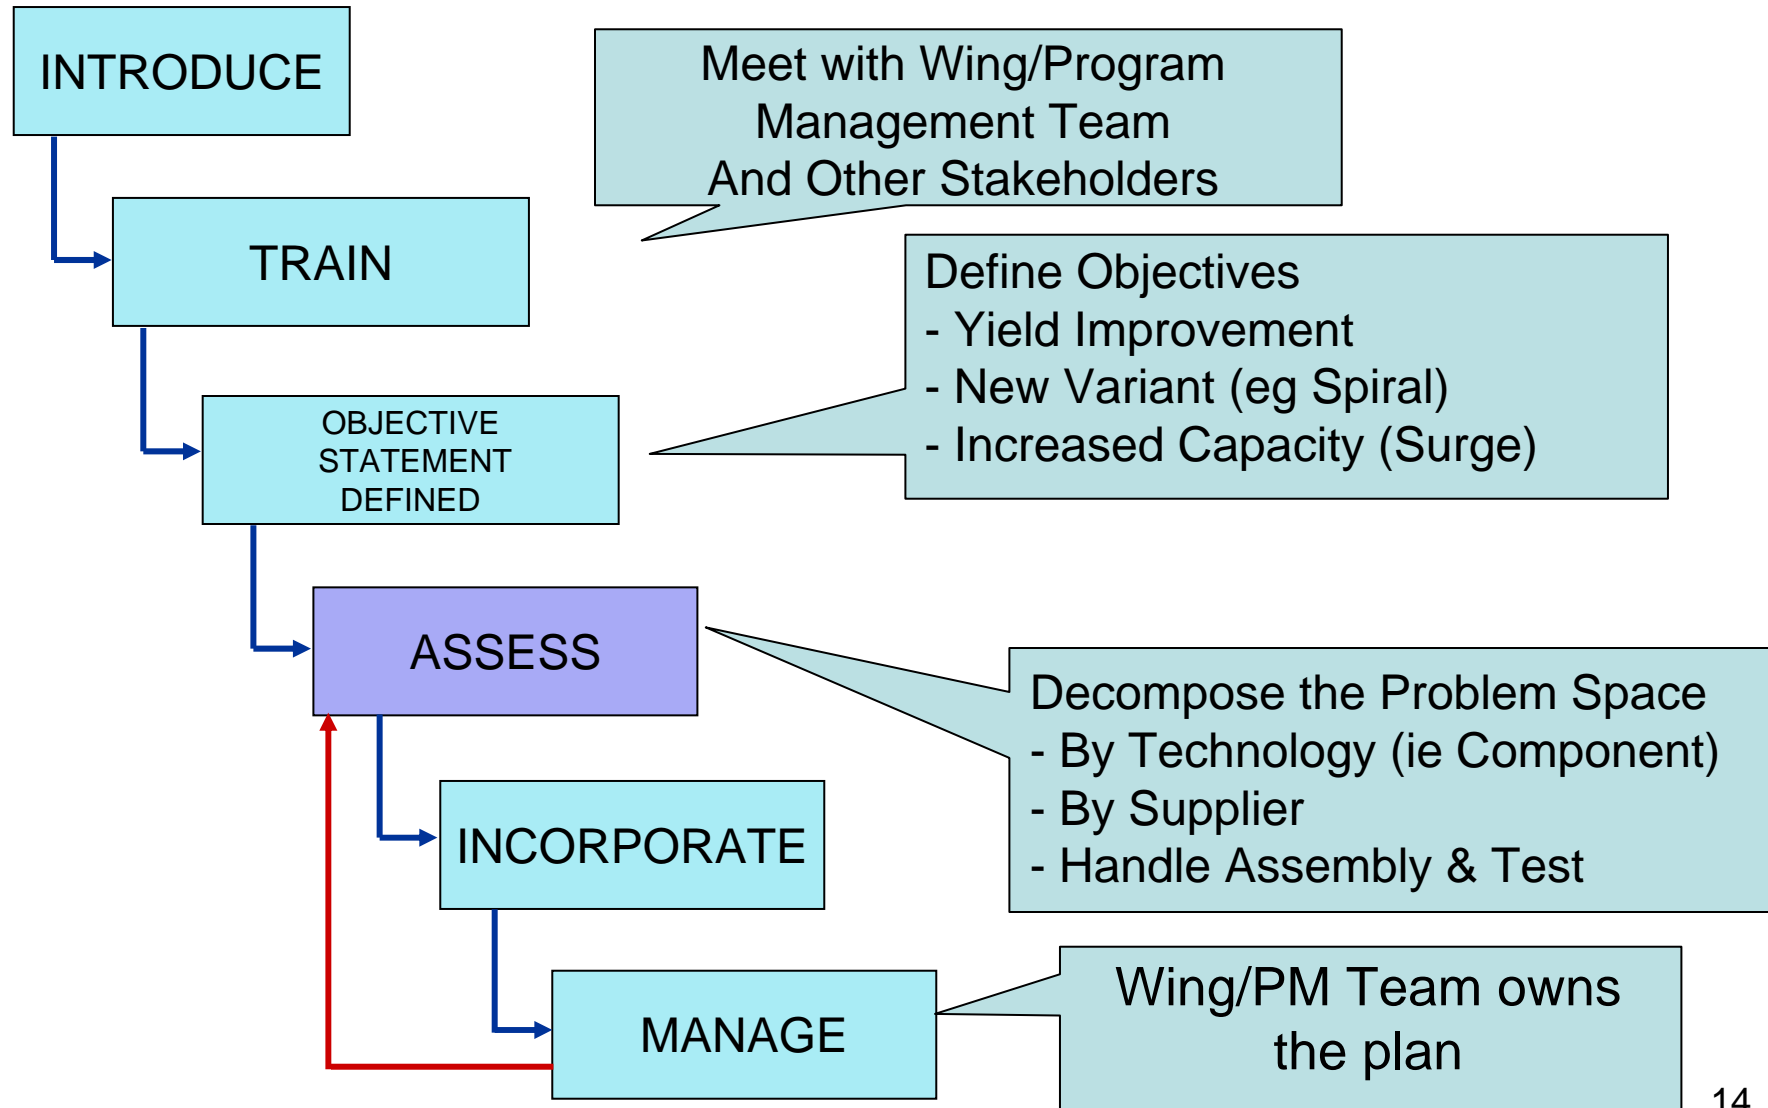 INTRODUCE
Meet with Wing/Program
Management Team
And Other Stakeholders
TRAIN
Define Objectives
- Yield Improvement
- New Variant (eg Spiral)
- Increased Capacity (Surge)
OBJECTIVE
STATEMENT
DEFINED
ASSESS
Decompose the Problem Space
- By Technology (ie Component)
- By Supplier
- Handle Assembly & Test
INCORPORATE
Wing/PM Team owns
the plan
MANAGE
14